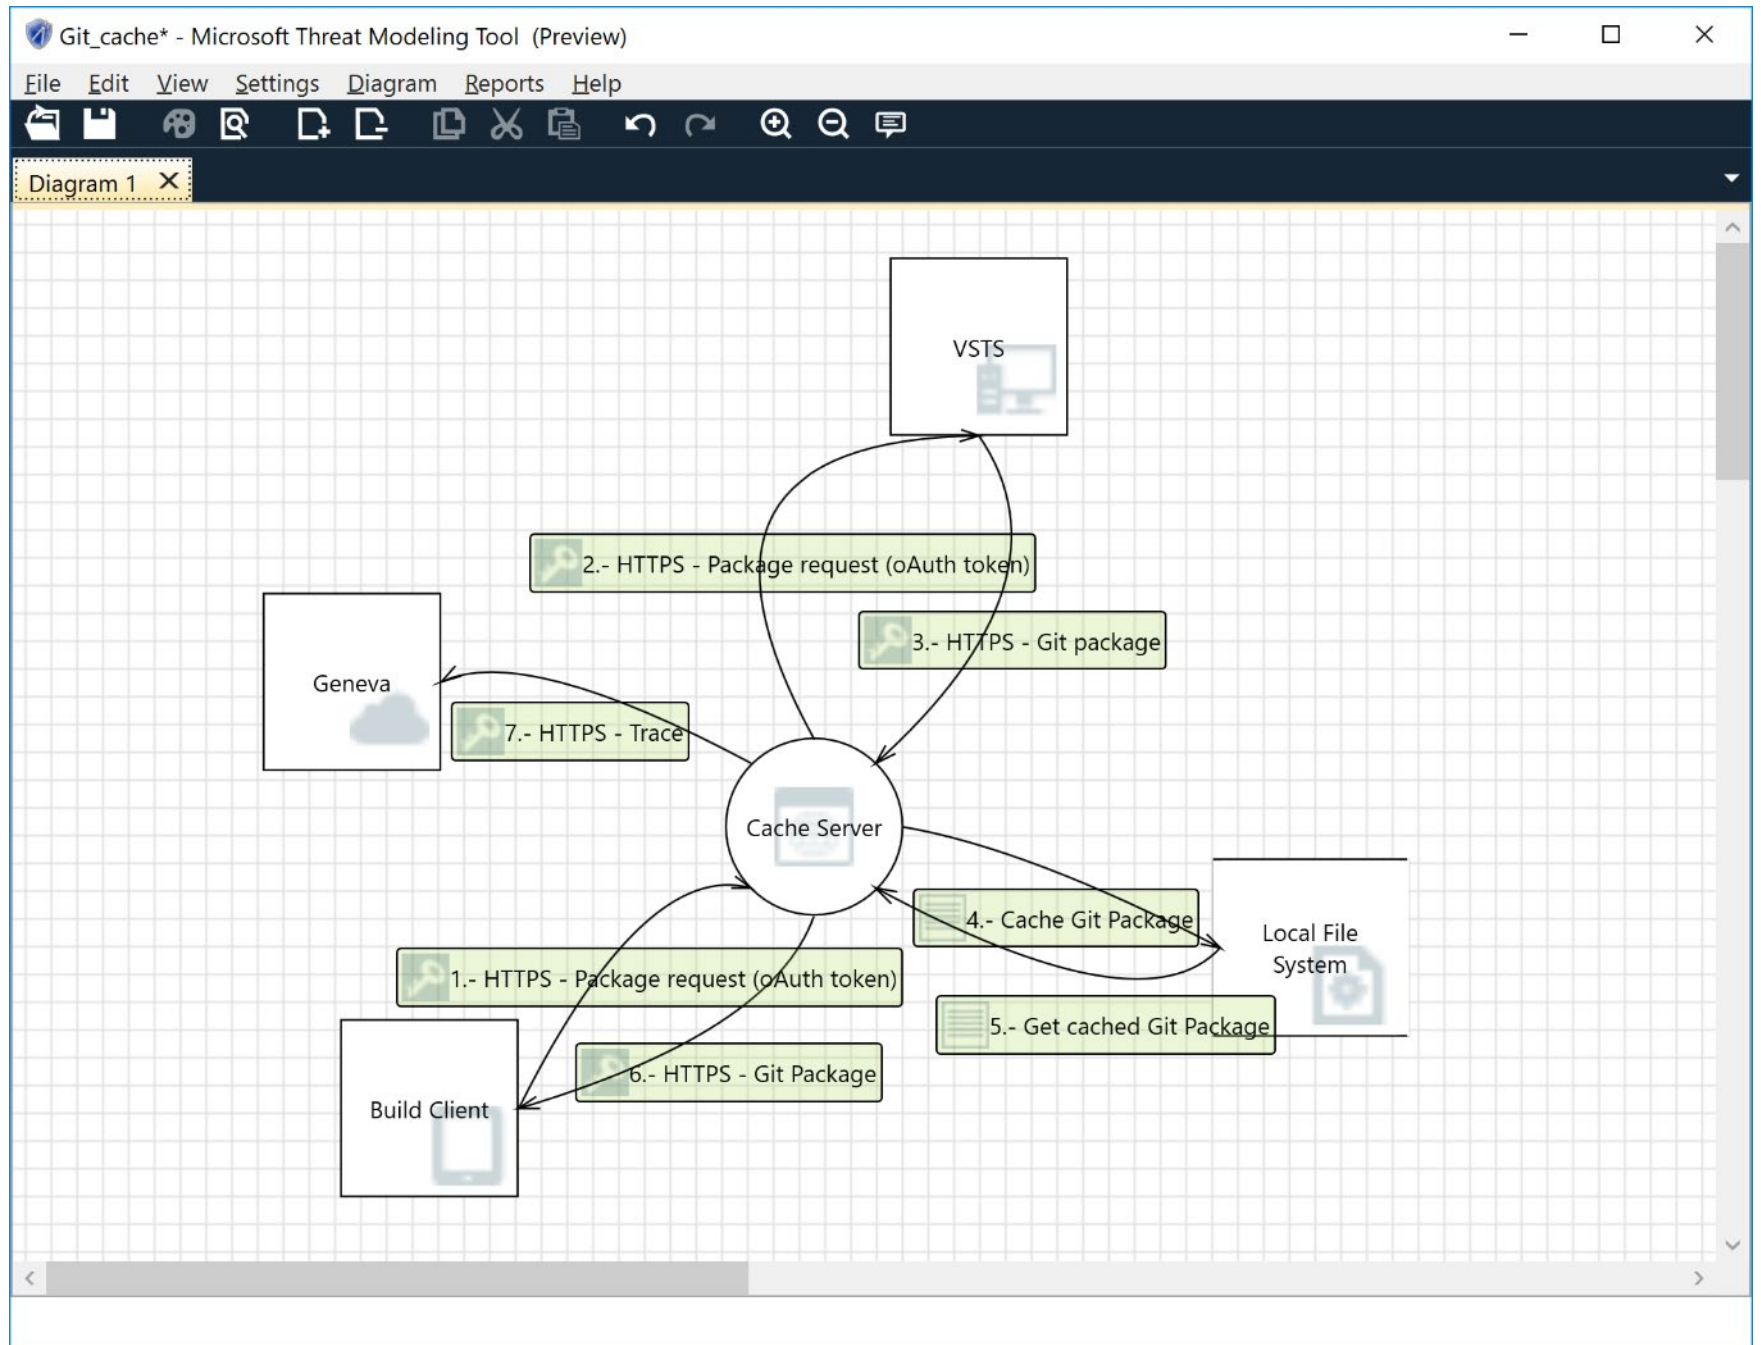 Git_cache* - Microsoft Threat Modeling Tool  (Preview)
File Edit View Settings Diagram Reports Help
Diagram 1
VSTS
2.- HTTPS - Package request (oAuth token)
3.- HTTPS - Git package
Geneva
7.- HTTPS - Trace
Cache Server
4.- Cache Git Package
Local File
System
1.- HTTPS - Package request (oAuth token)
5.- Get cached Git Package
6.- HTTPS - Git Package
Build Client